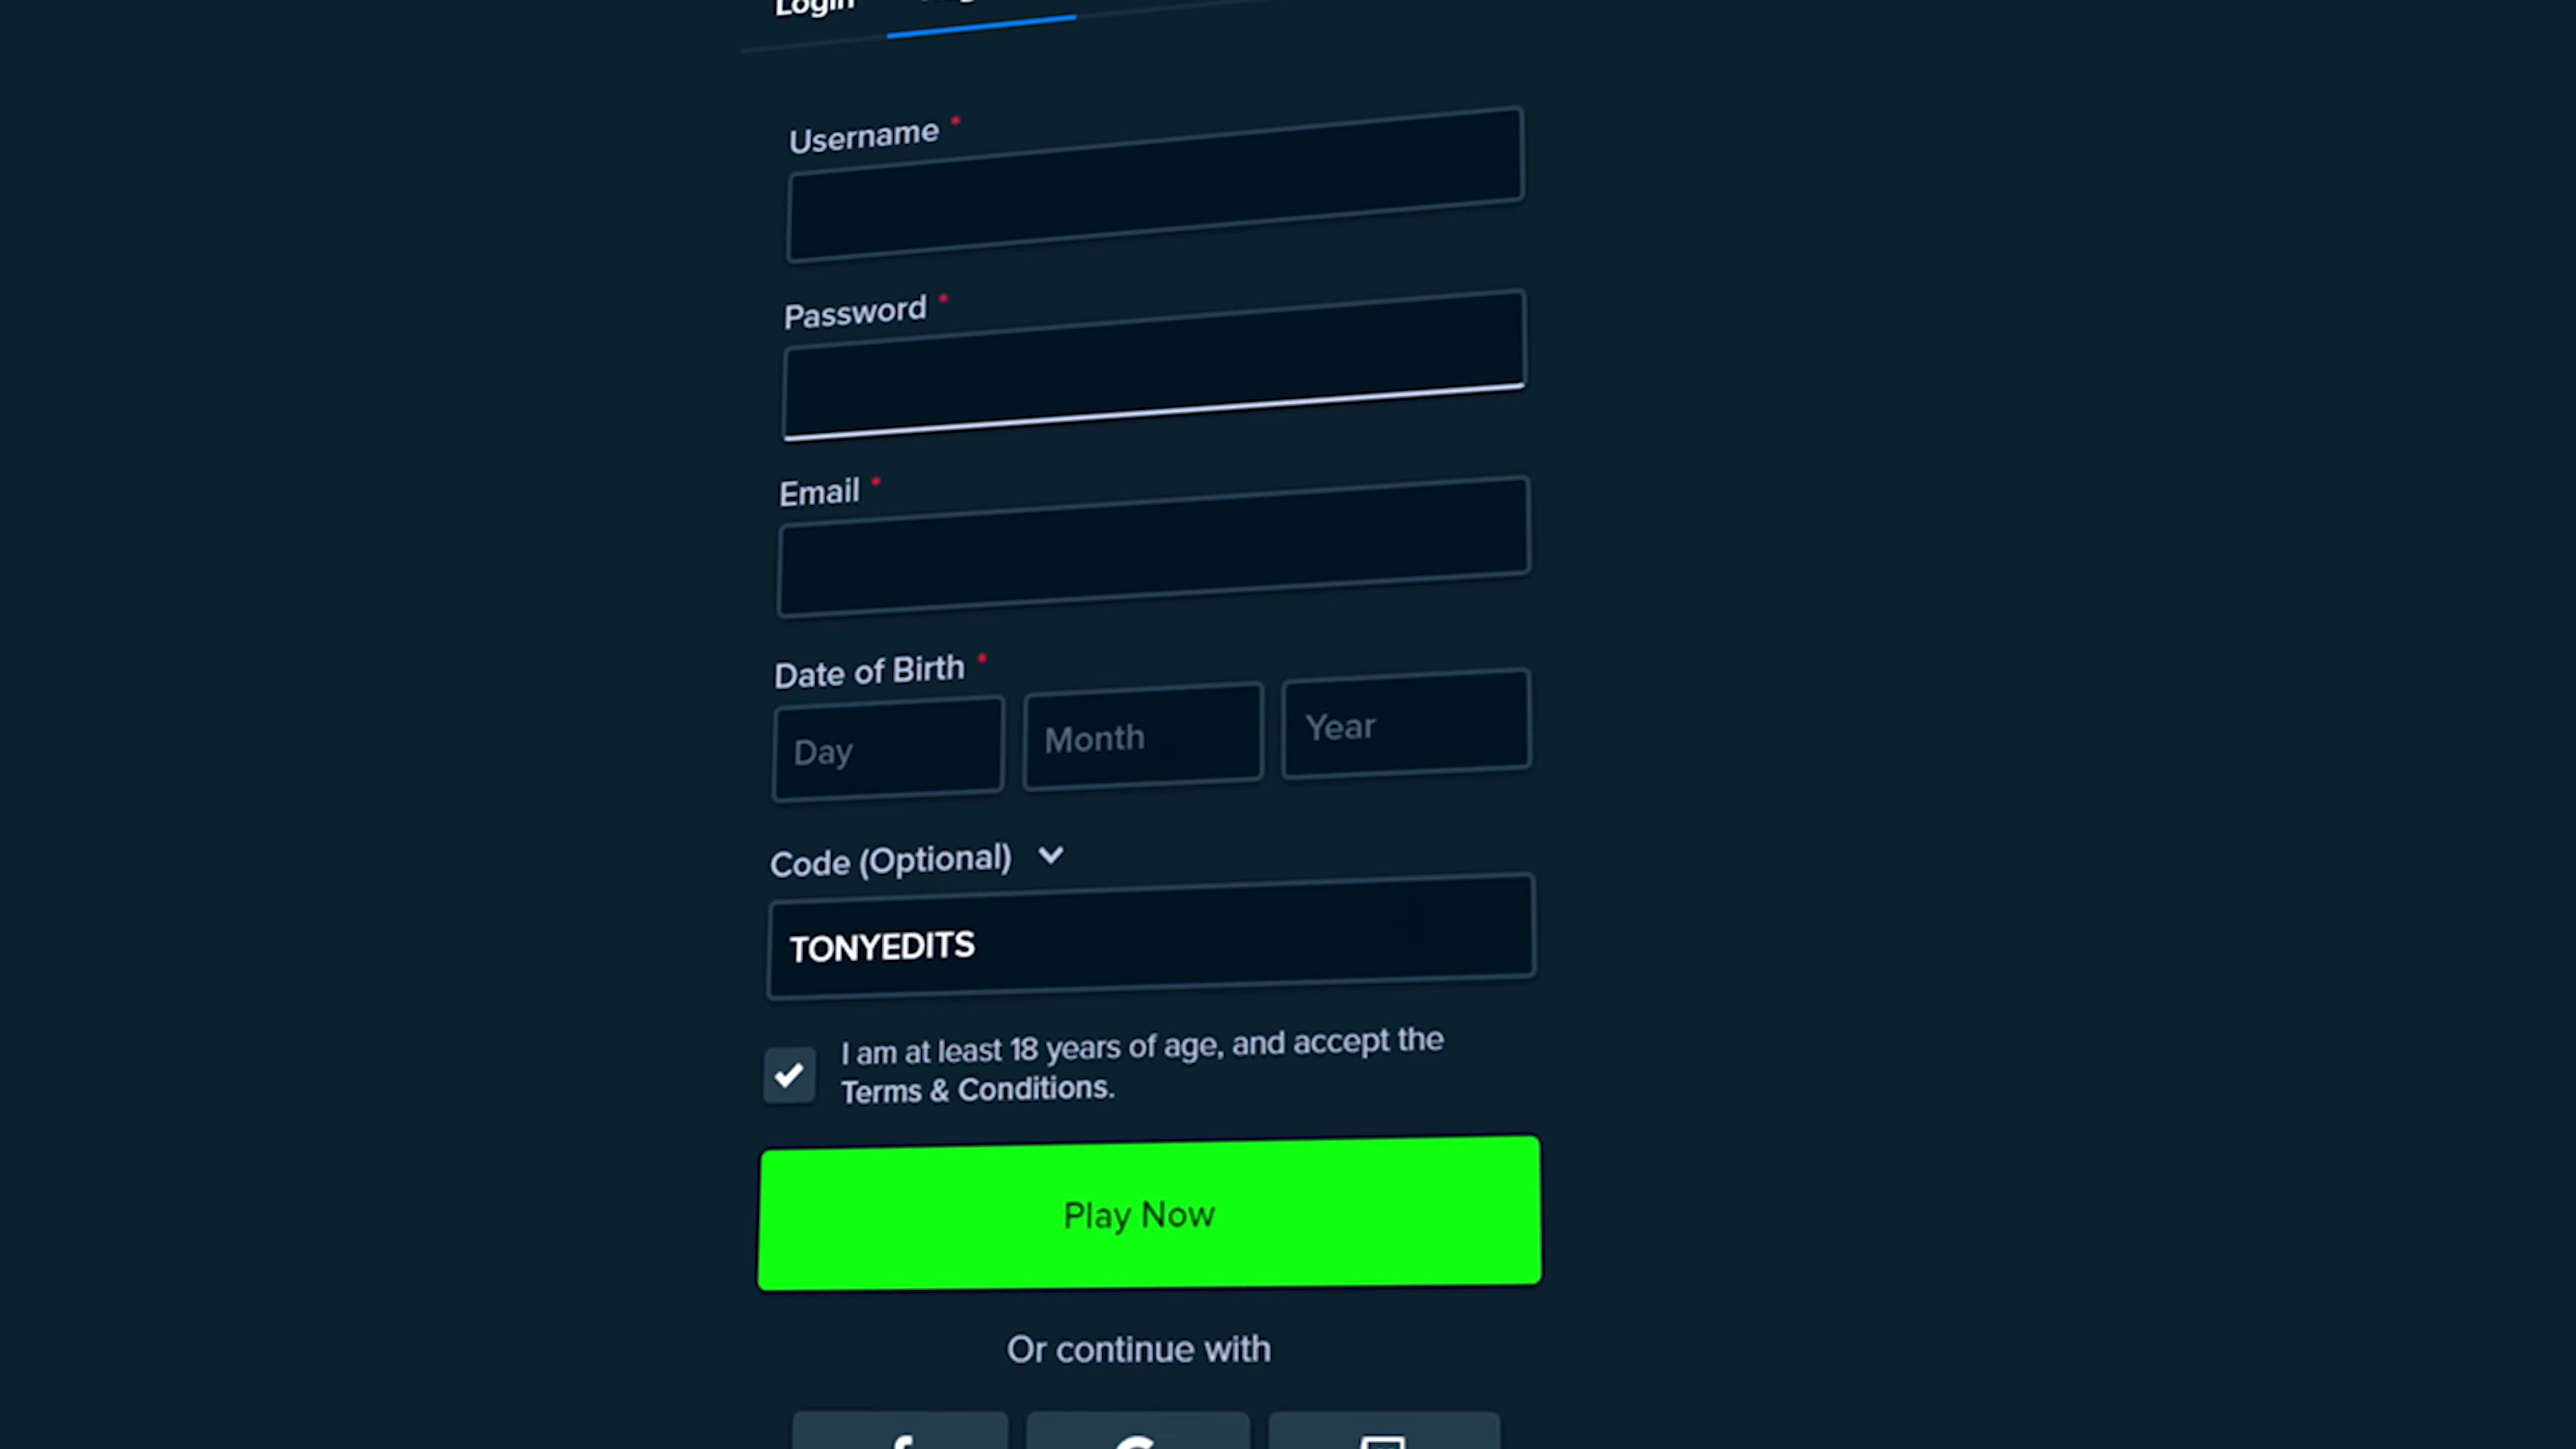 Login
Username *
Password *
Email *
Date of Birth *
Day Month Year
Code (Optional)
TONYEDITS
I am at least 18 years of age, and accept the
Terms & Conditions.
Play Now
Or continue with